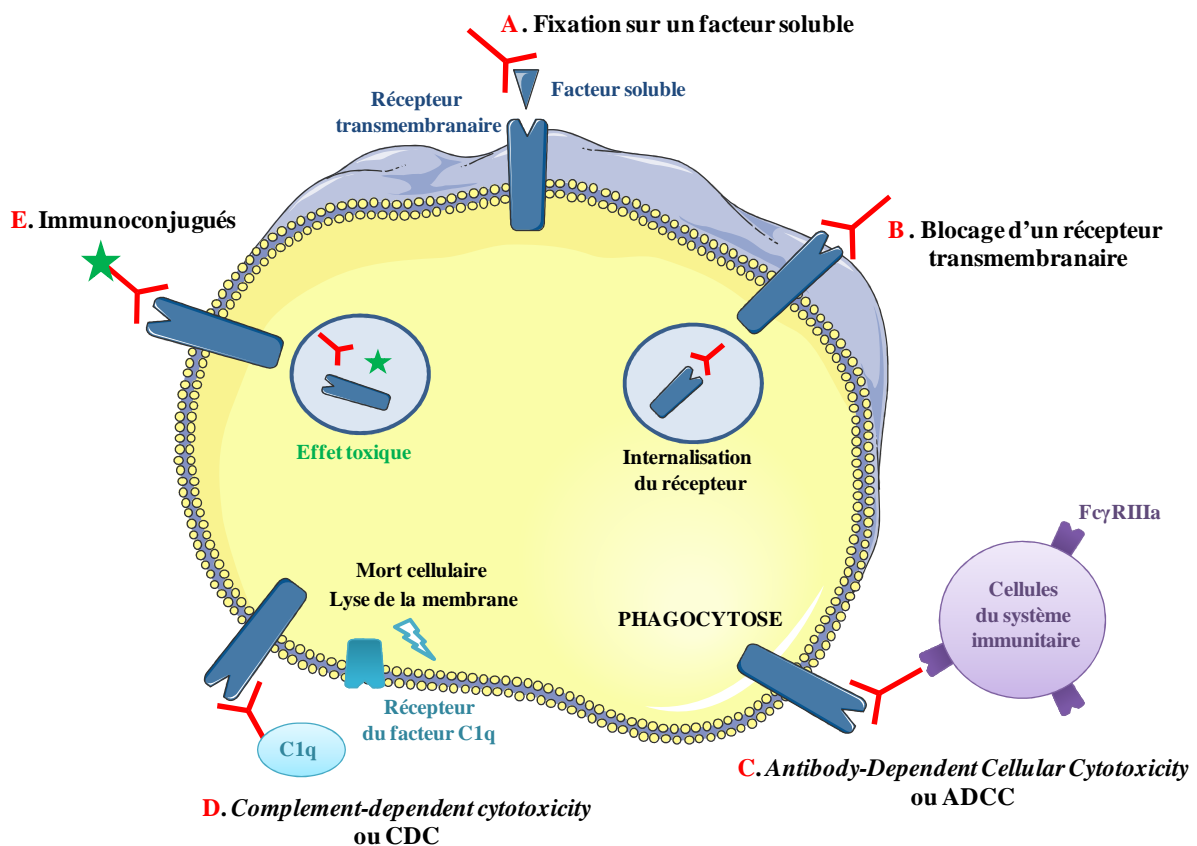 A. Fixation sur un facteur soluble
Facteur soluble
Récepteur
transmembranaire
E. Immunoconjugués
B. Blocage d’un récepteur
transmembranaire
Effet toxique
Internalisation
du récepteur
FcγRIIIa
Cellules
du système
immunitaire
Mort cellulaire
Lyse de la membrane
PHAGOCYTOSE
Récepteur
du facteur C1q
C1q
C. Antibody-Dependent Cellular Cytotoxicity
ou ADCC
D. Complement-dependent cytotoxicity
ou CDC